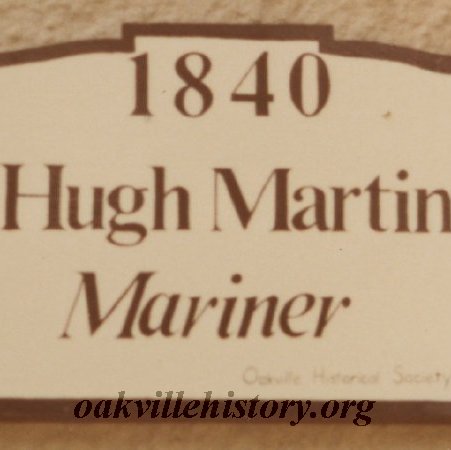 1840
Hugh Martin
Mariner
Oakville Historical Society
oakvillehistory.org